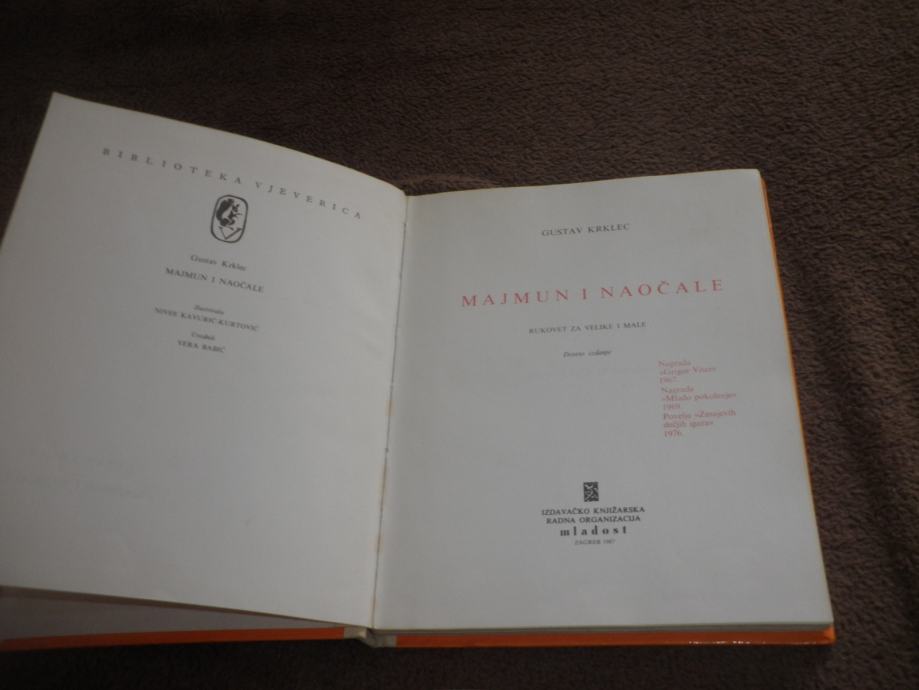 BIBLIOTEKA VJEVERICA
Gustav Krklec
MAJMUN I NAOČALE
Ilustrirala
NIVES KAVURIĆ-KURTOVIĆ
Urednik
VERA BABIĆ
GUSTAV KRKLEC
MAJMUN I NAOČALE
RUKOVET ZA VELIKE I MALE
izdanje
Nagrada
»Grigor Vitez«
1967.
Nagrada
»Mlado pokoljenje«
1969.
Povelja »Zmajevih
dečjih igara«
1976.
IZDAVAČKO KNJIŽARSKA
RADNA ORGANIZACIJA
mladost
ZAGREB